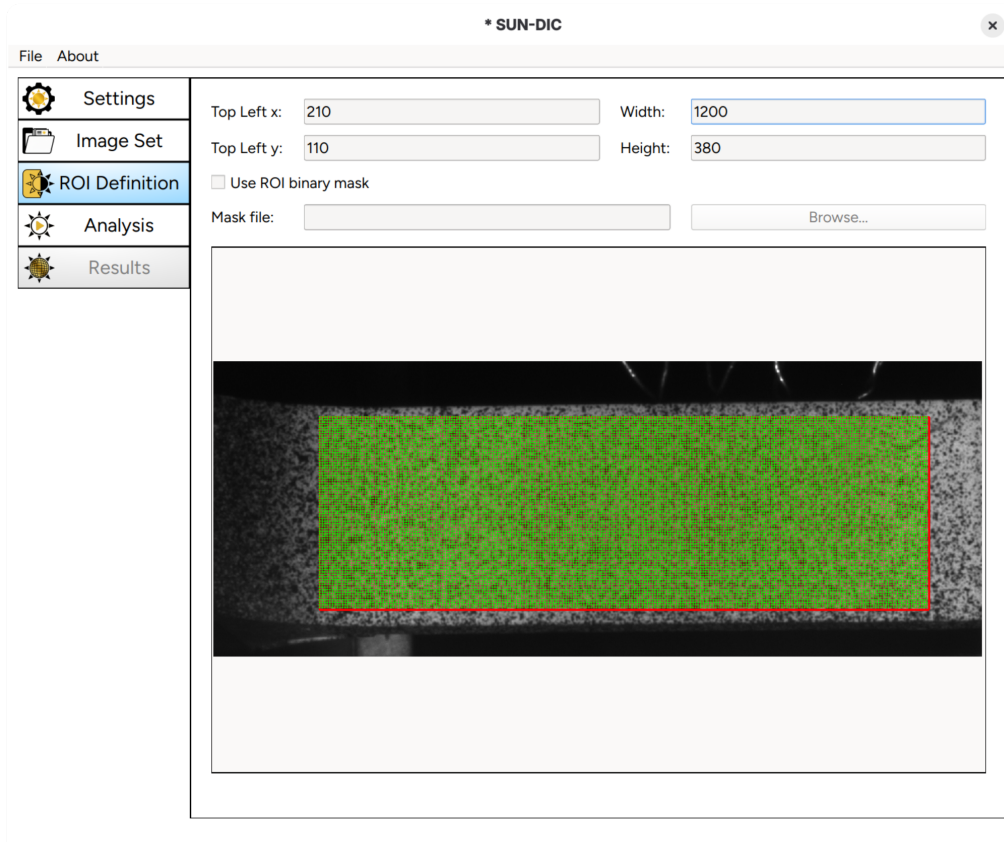 * SUN-DIC
File About
Settings
Image Set
ROI Definition
Analysis
Results
Top Left x: 210 Width: 1200
Top Left y: 110 Height: 380
Use ROI binary mask
Mask file: Browse...